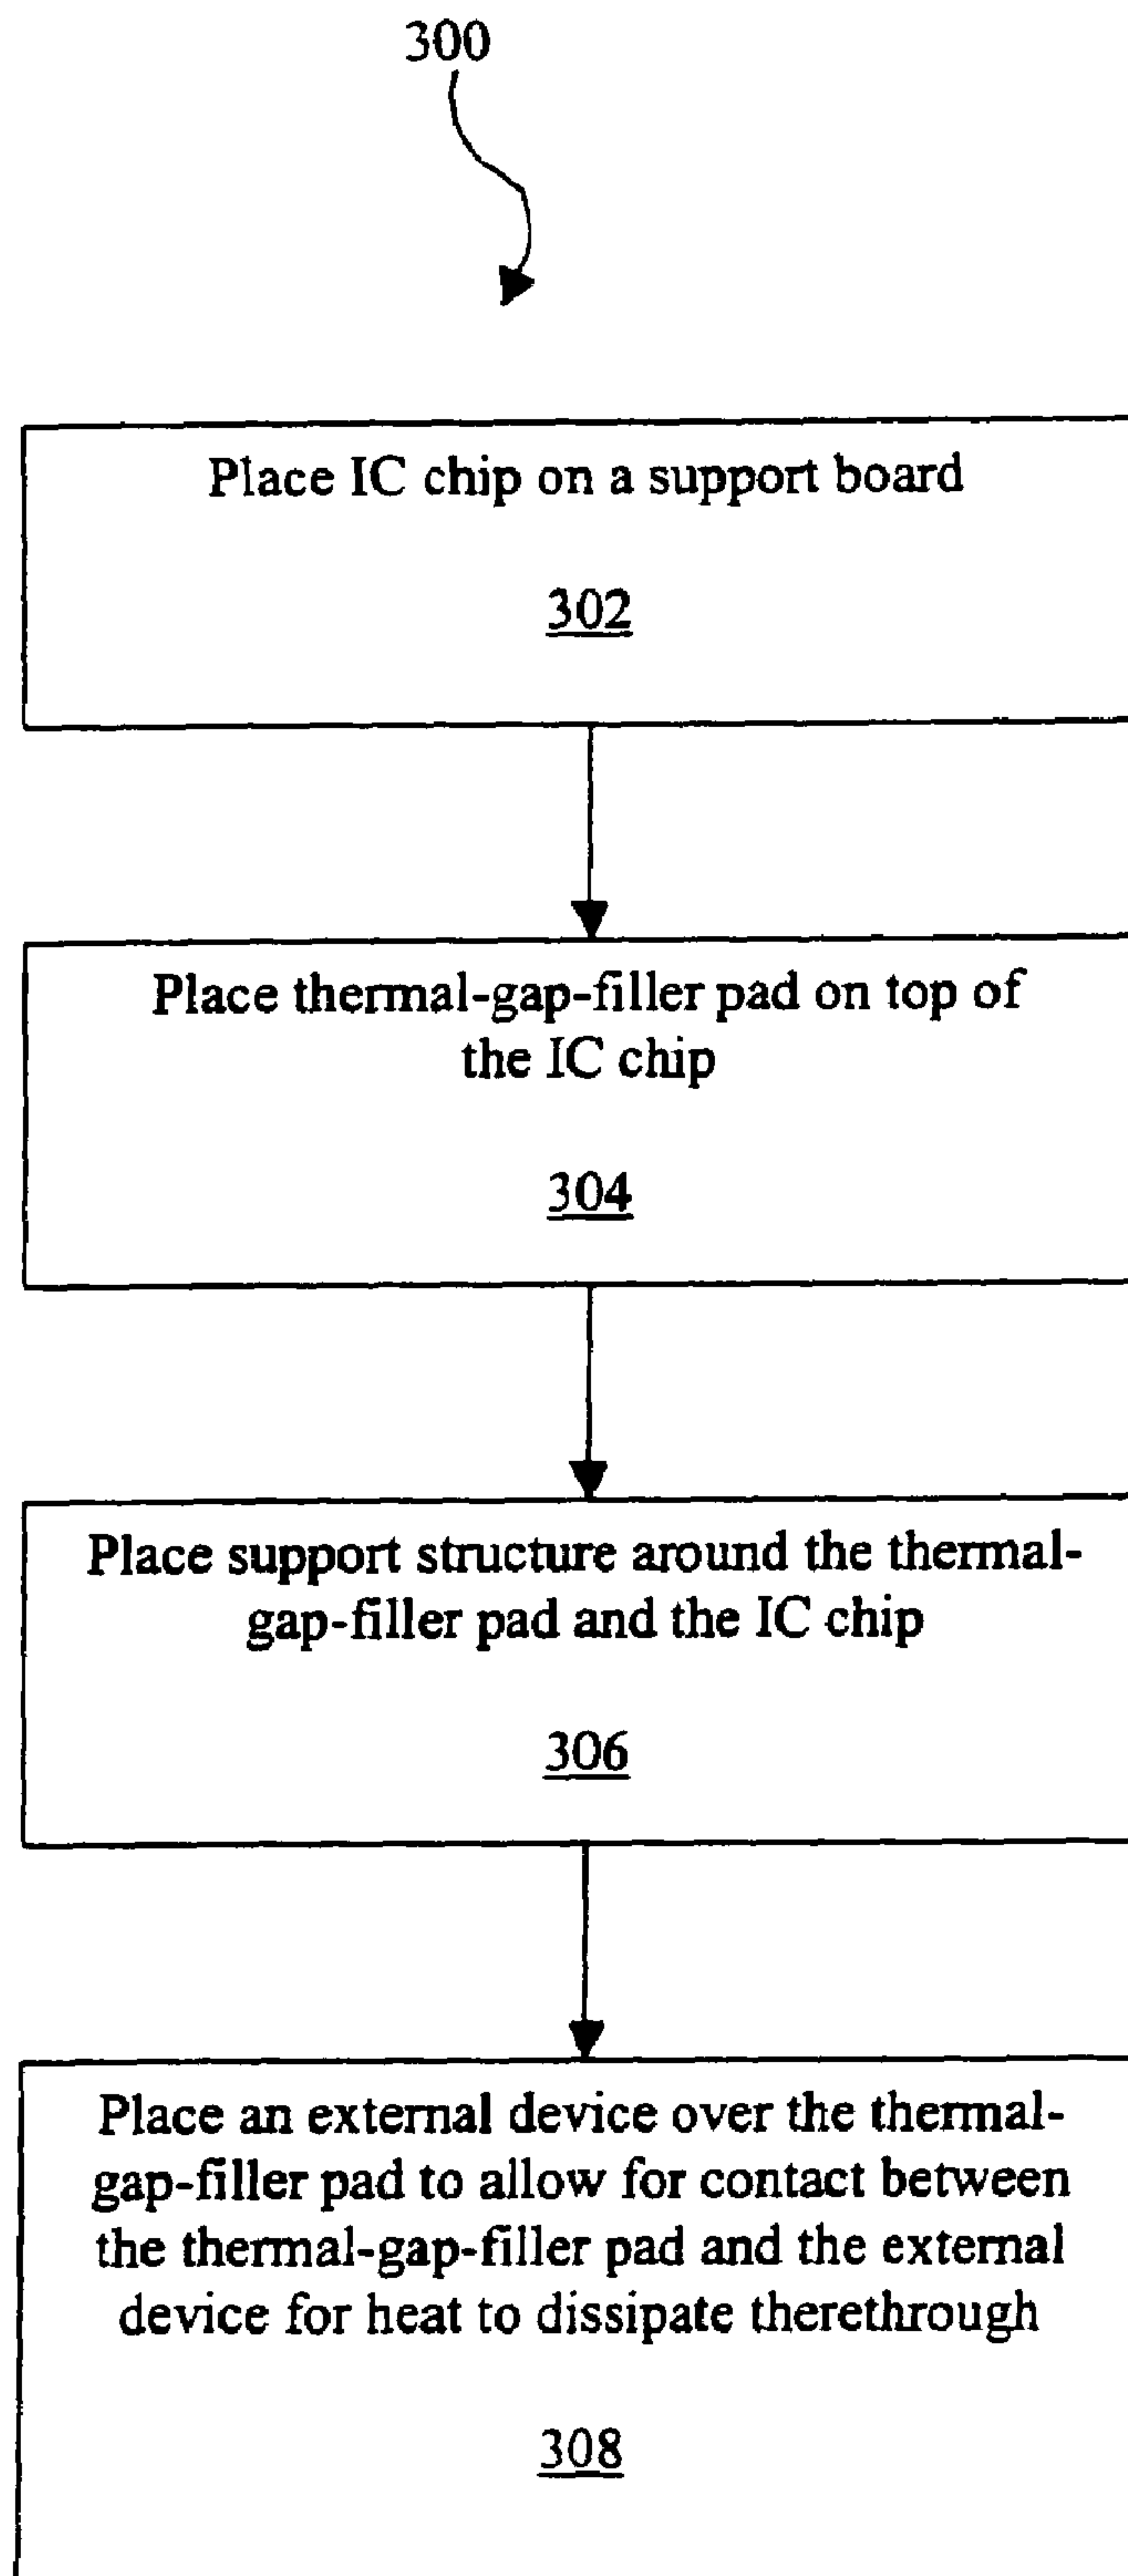 300
Place IC chip on a support board
302
Place thermal-gap-filler pad on top of
the IC chip
304
Place support structure around the thermal-
gap-filler pad and the IC chip
306
Place an external device over the thermal-
gap-filler pad to allow for contact between
the thermal-gap-filler pad and the external
device for heat to dissipate therethrough
308